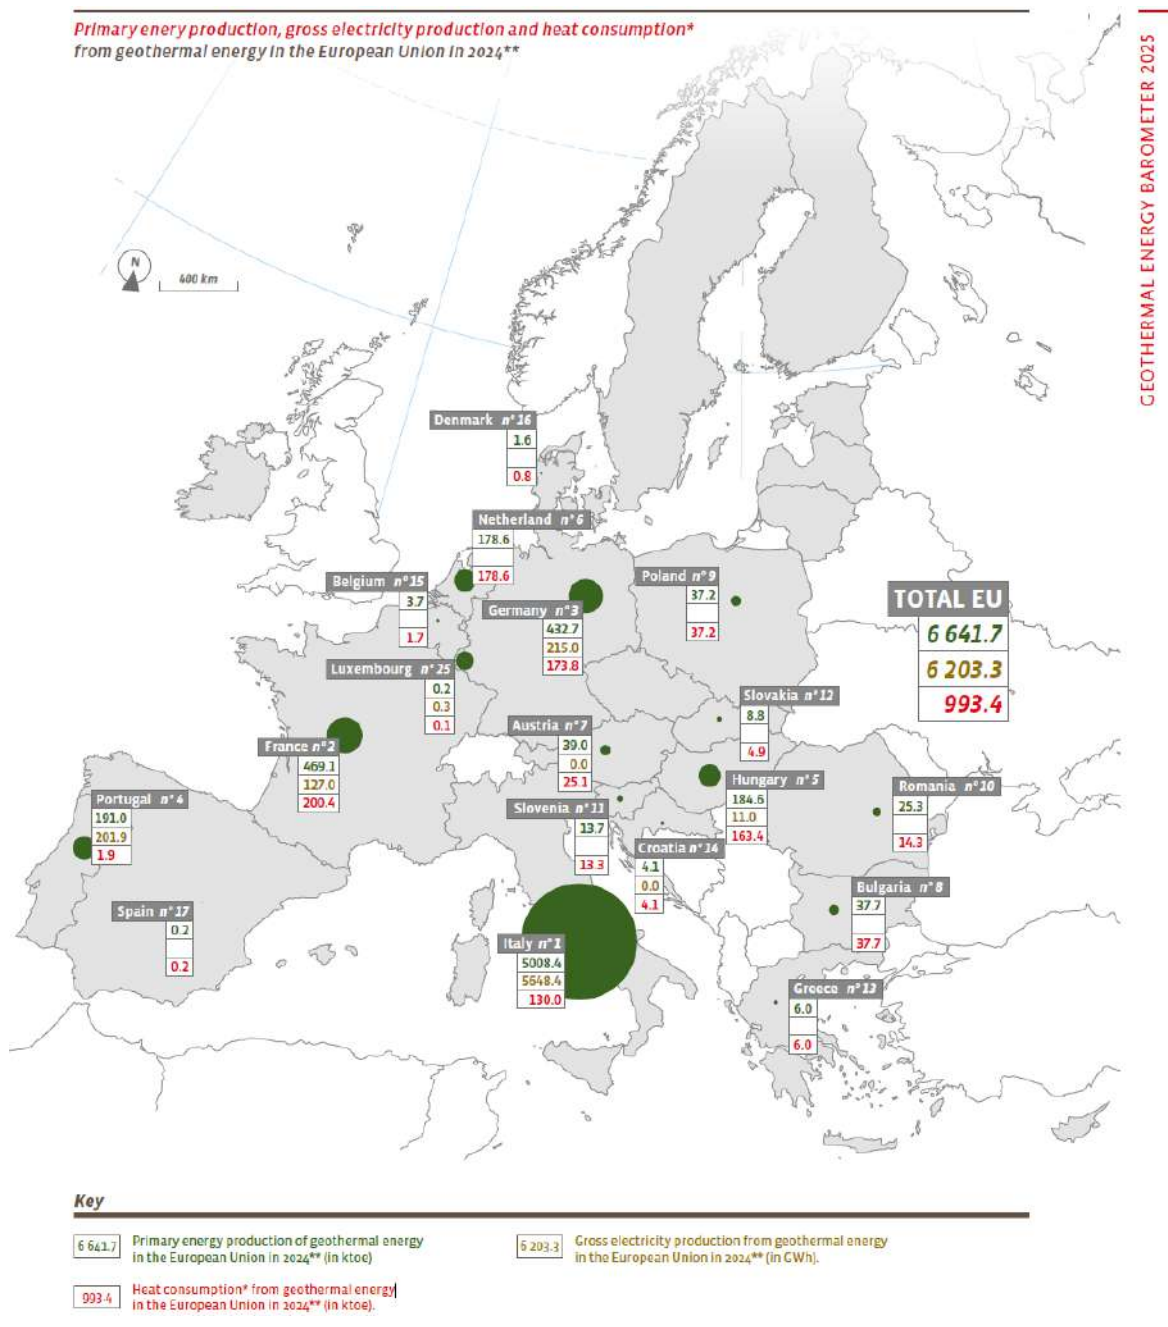 Primary enery production, gross electricity production and heat consumption*
from geothermal energy in the European Union in 2024**
GEOTHERMAL ENERGY BAROMETER 2025
N
400 km
Denmark n° 16
1.6
0.8
Netherland n° 6
178.6
178.6
Belgium n° 15
3.7
1.7
Poland n° 9
37.2
37.2
Germany n° 3
432.7
215.0
173.8
TOTAL EU
6 641.7
6 203.3
993.4
Luxembourg n° 25
0.2
0.3
0.1
Slovakia n° 12
8.8
4.9
Austria n° 7
39.0
0.0
25.1
France n° 2
469.1
127.0
200.4
Hungary n° 5
184.6
11.0
163.4
Romania n° 10
25.3
14.3
Portugal n° 4
191.0
201.9
1.9
Slovenia n° 11
13.7
13.3
Croatia n° 14
4.1
0.0
4.1
Bulgaria n° 8
37.7
37.7
Spain n° 17
0.2
0.2
Italy n° 1
5008.4
5648.4
130.0
Greece n° 13
6.0
6.0
Key
6 641.7 Primary energy production of geothermal energy
in the European Union in 2024** (in ktoe)
6 203.3 Gross electricity production from geothermal energy
in the European Union in 2024** (in GWh).
993.4 Heat consumption* from geothermal energy
in the European Union in 2024** (in ktoe).